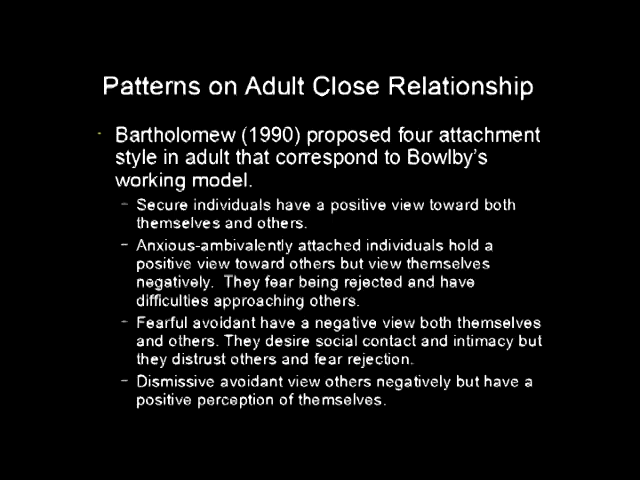 Patterns on Adult Close Relationship
- Bartholomew (1990) proposed four attachment
style in adult that correspond to Bowlby's
working model.
– Secure individuals have a positive view toward both
themselves and others.
– Anxious-ambivalently attached individuals hold a
positive view toward others but view themselves
negatively. They fear being rejected and have
difficulties approaching others.
– Fearful avoidant have a negative view both themselves
and others. They desire social contact and intimacy but
they distrust others and fear rejection.
– Dismissive avoidant view others negatively but have a
positive perception of themselves.